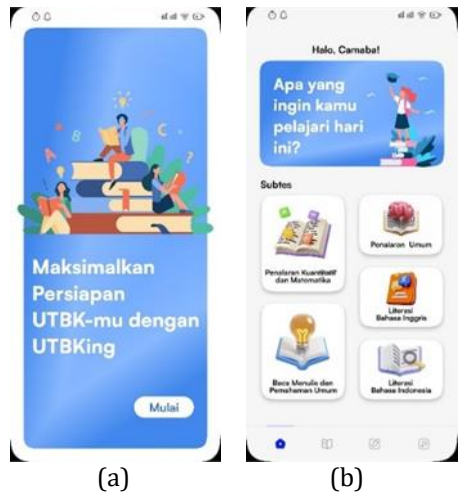 Maksimalkan
Persiapan
UTBK-mu dengan
UTBKing
Mulai
(a)
Halo, Camaba!
Apa yang
ingin kamu
pelajari hari
ini?
Subtes
Penalaran Kuantitatif
dan Matematika
Penalaran Umum
Literasi
Bahasa Inggris
Baca Menulis dan
Pemahaman Umum
Literasi
Bahasa Indonesia
(b)